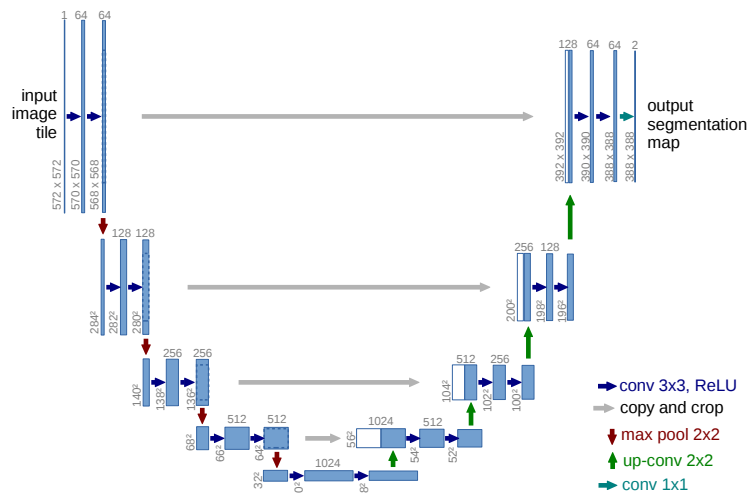 1 64 64
128 64 64 2
input
image
tile
output
segmentation
map
572 x 572
570 x 570
568 x 568
392 x 392
390 x 390
388 x 388
388 x 388
128 128
256 128
284²
282²
280²
200²
198²
196²
256 256
512 256
140²
138²
136²
104²
102²
100²
512 512
1024 512
68²
66²
64²
56²
54²
52²
1024
32²
0²
8²
conv 3x3, ReLU
copy and crop
max pool 2x2
up-conv 2x2
conv 1x1